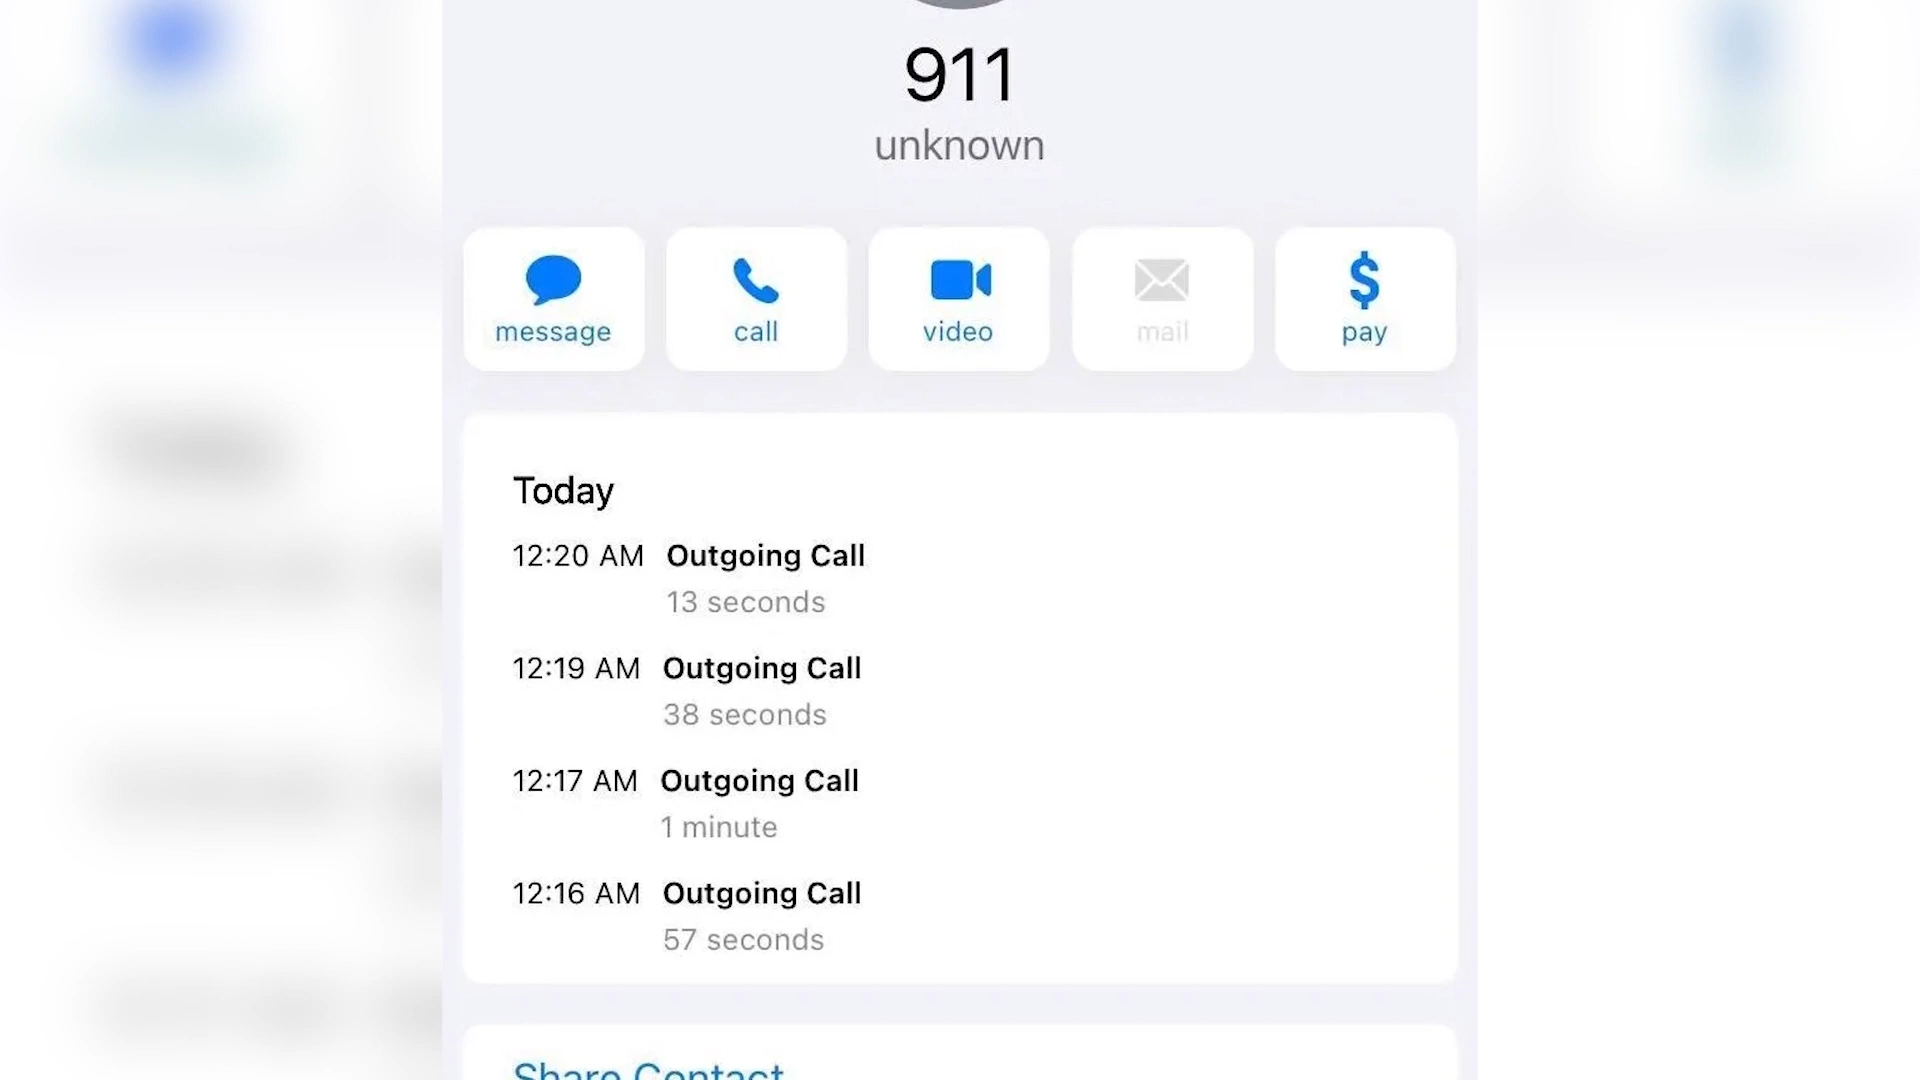 911
unknown
message call video mail pay
Today
12:20 AM Outgoing Call
13 seconds
12:19 AM Outgoing Call
38 seconds
12:17 AM Outgoing Call
1 minute
12:16 AM Outgoing Call
57 seconds
Share Contact